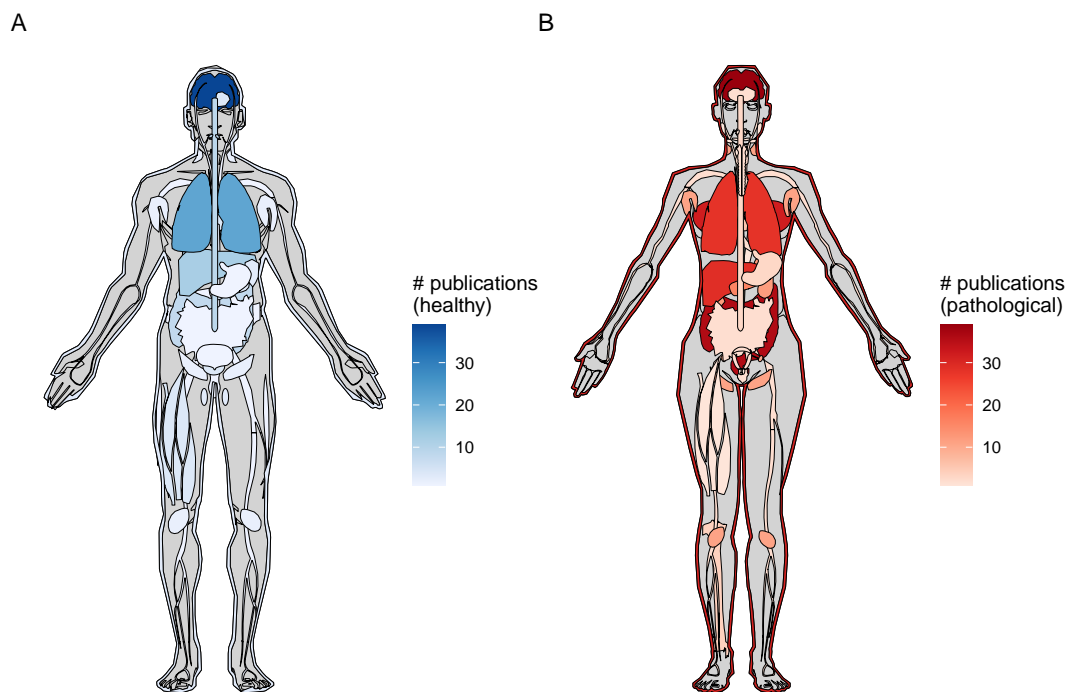 A
B
# publications
(healthy)
30
20
10
# publications
(pathological)
30
20
10